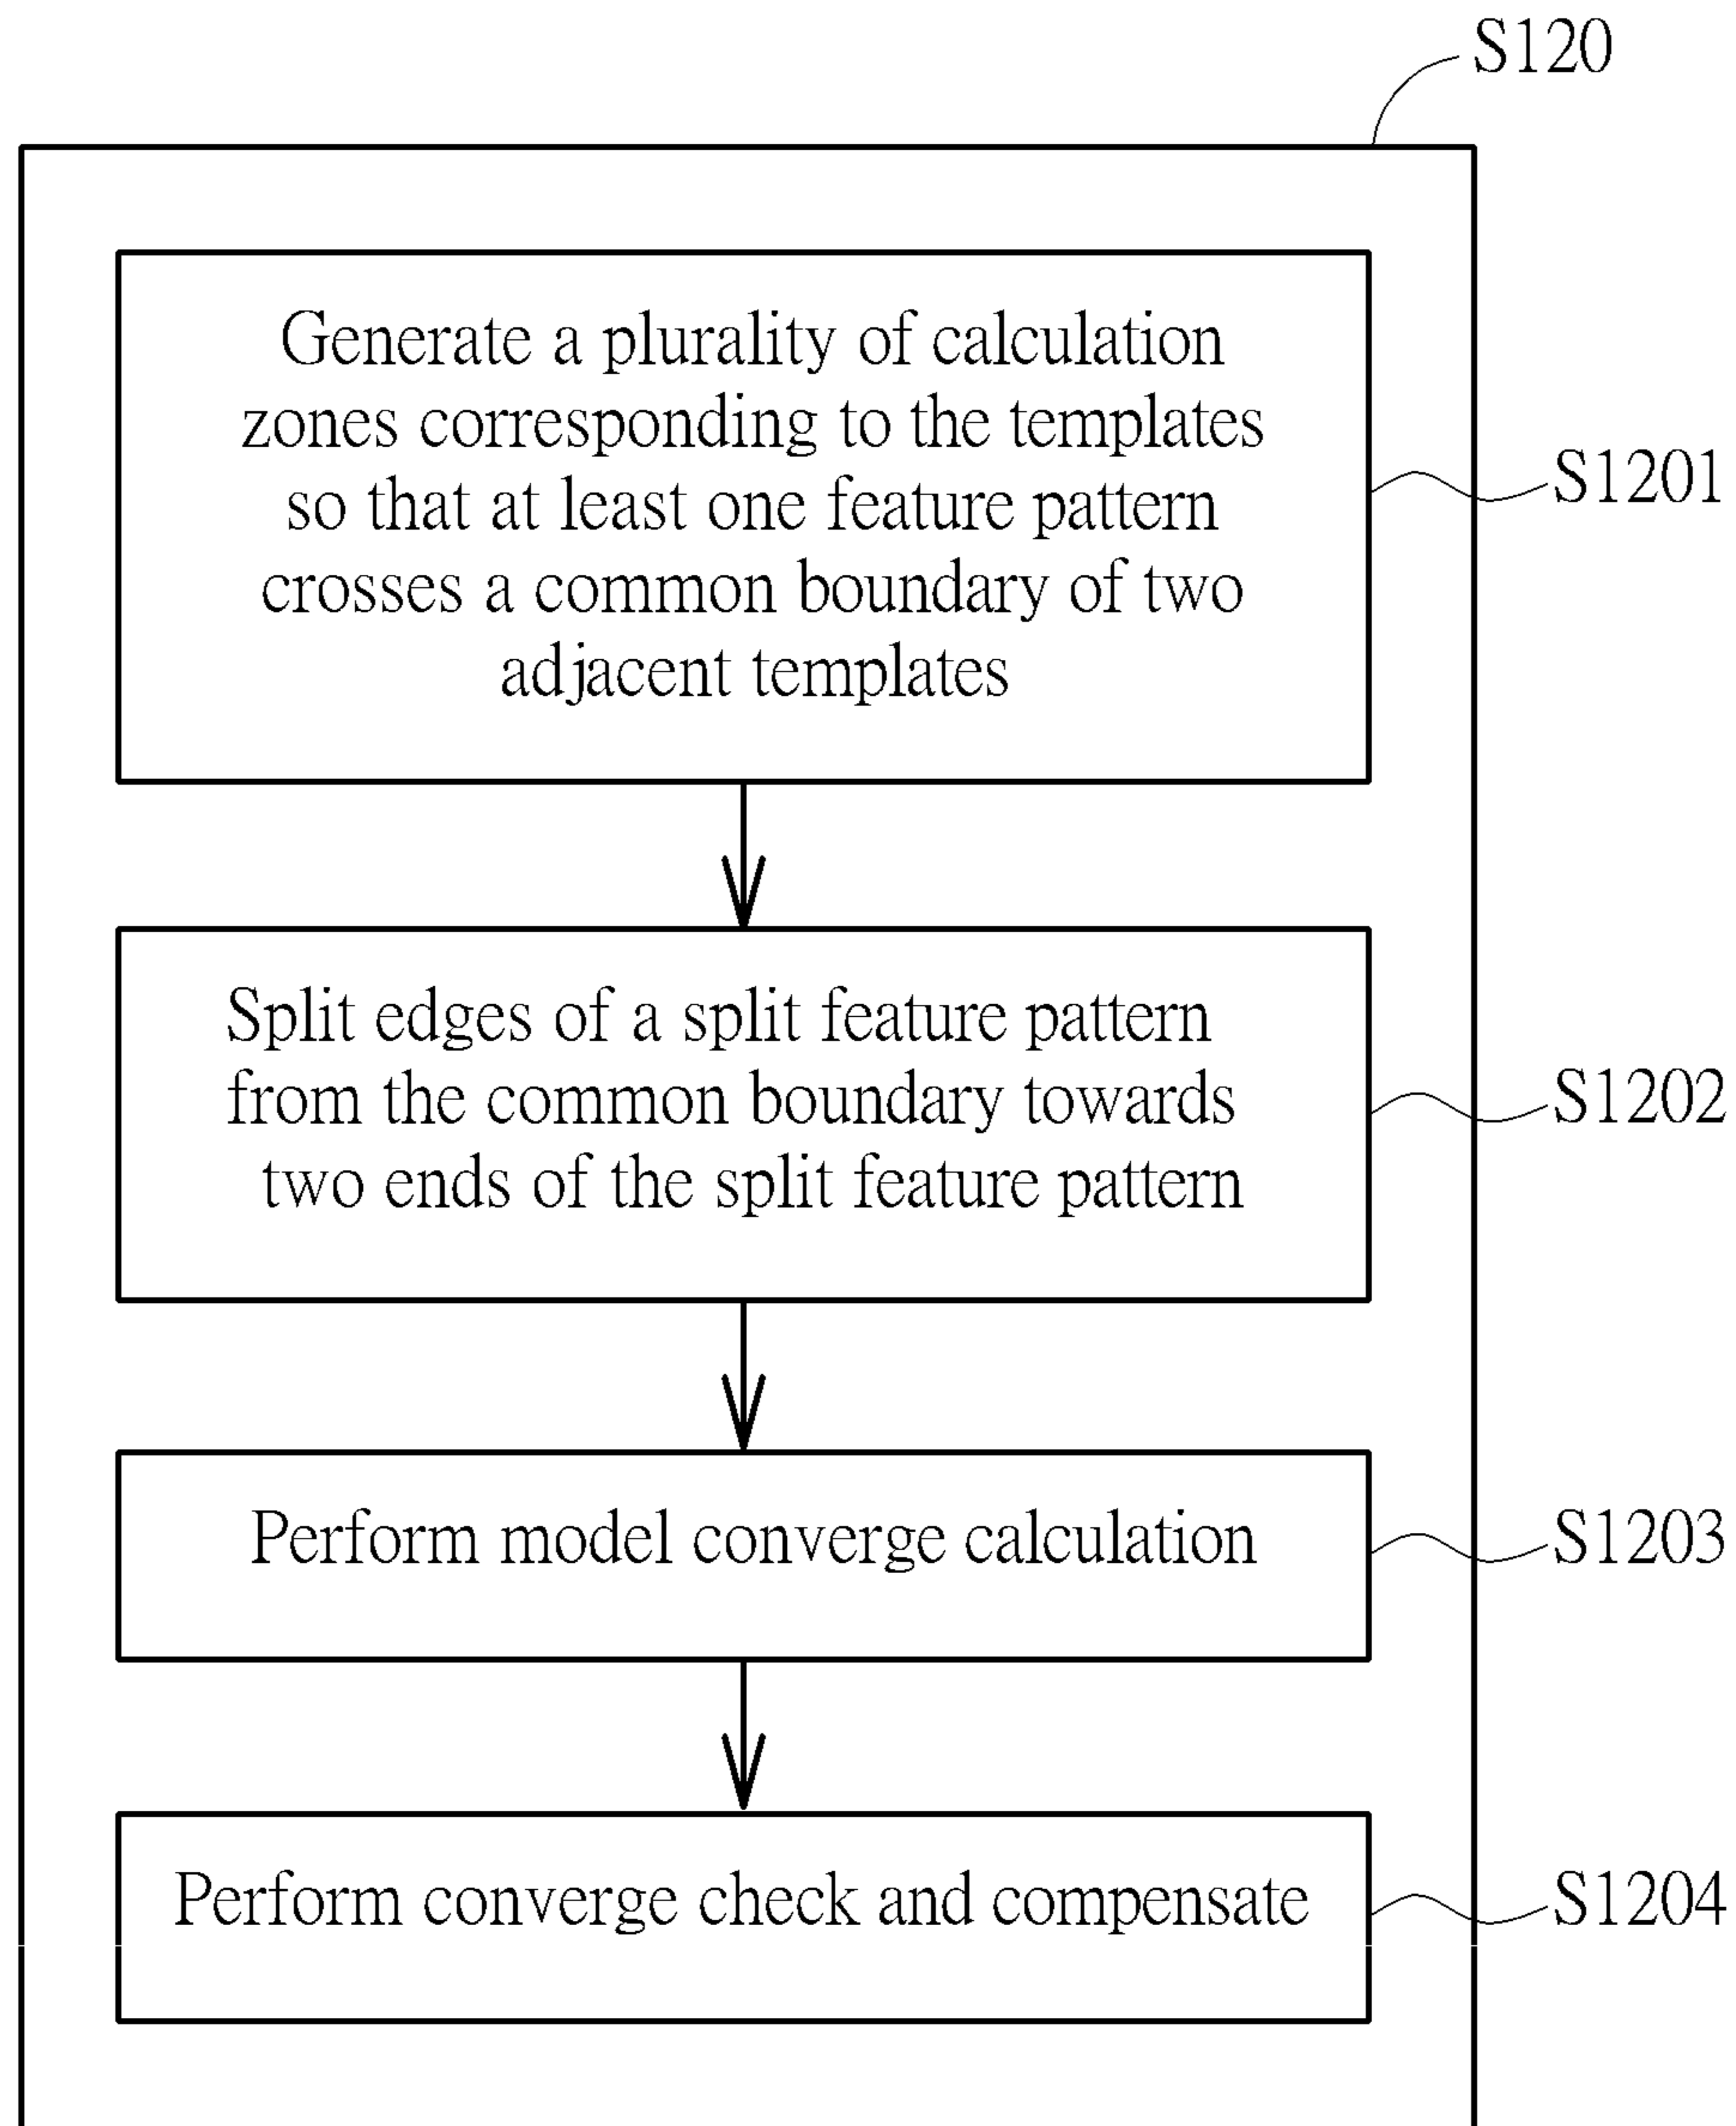 S120
Generate a plurality of calculation
zones corresponding to the templates
so that at least one feature pattern
crosses a common boundary of two
adjacent templates
S1201
Split edges of a split feature pattern
from the common boundary towards
two ends of the split feature pattern
S1202
Perform model converge calculation
S1203
Perform converge check and compensate
S1204